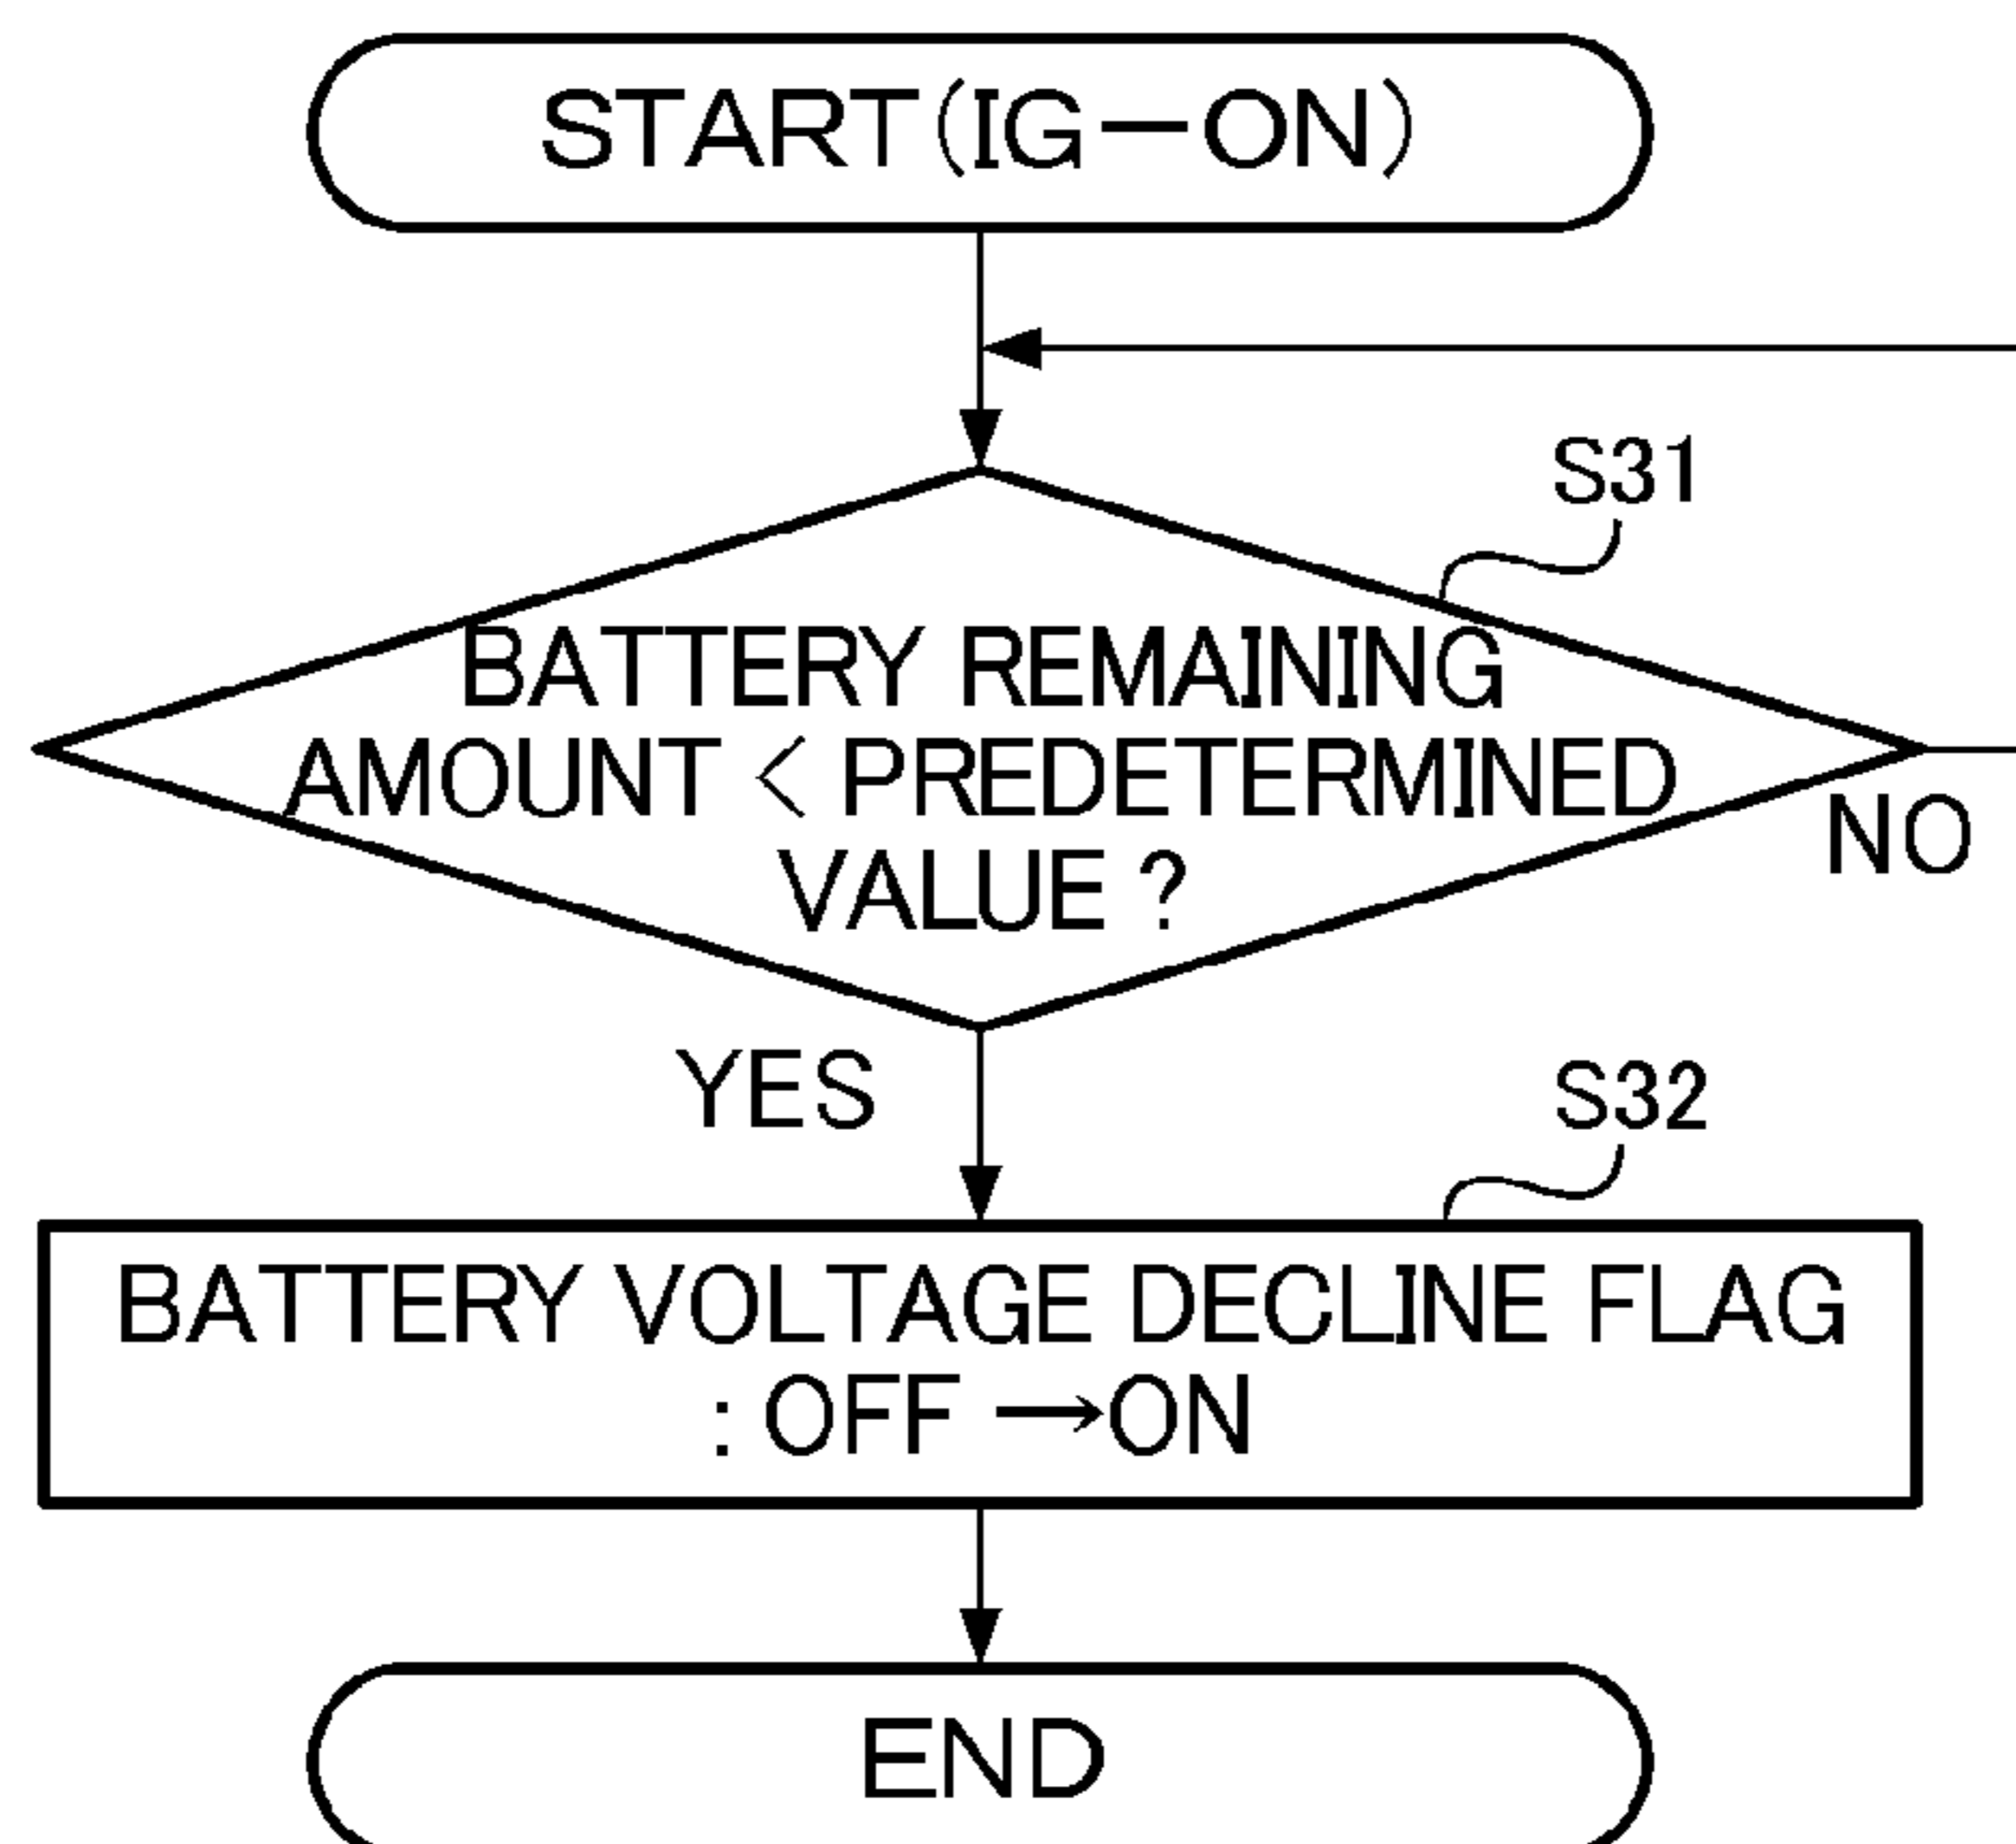 START(IG-ON)
S31
BATTERY REMAINING
AMOUNT < PREDETERMINED
VALUE ?
NO
YES
S32
BATTERY VOLTAGE DECLINE FLAG
: OFF →ON
END